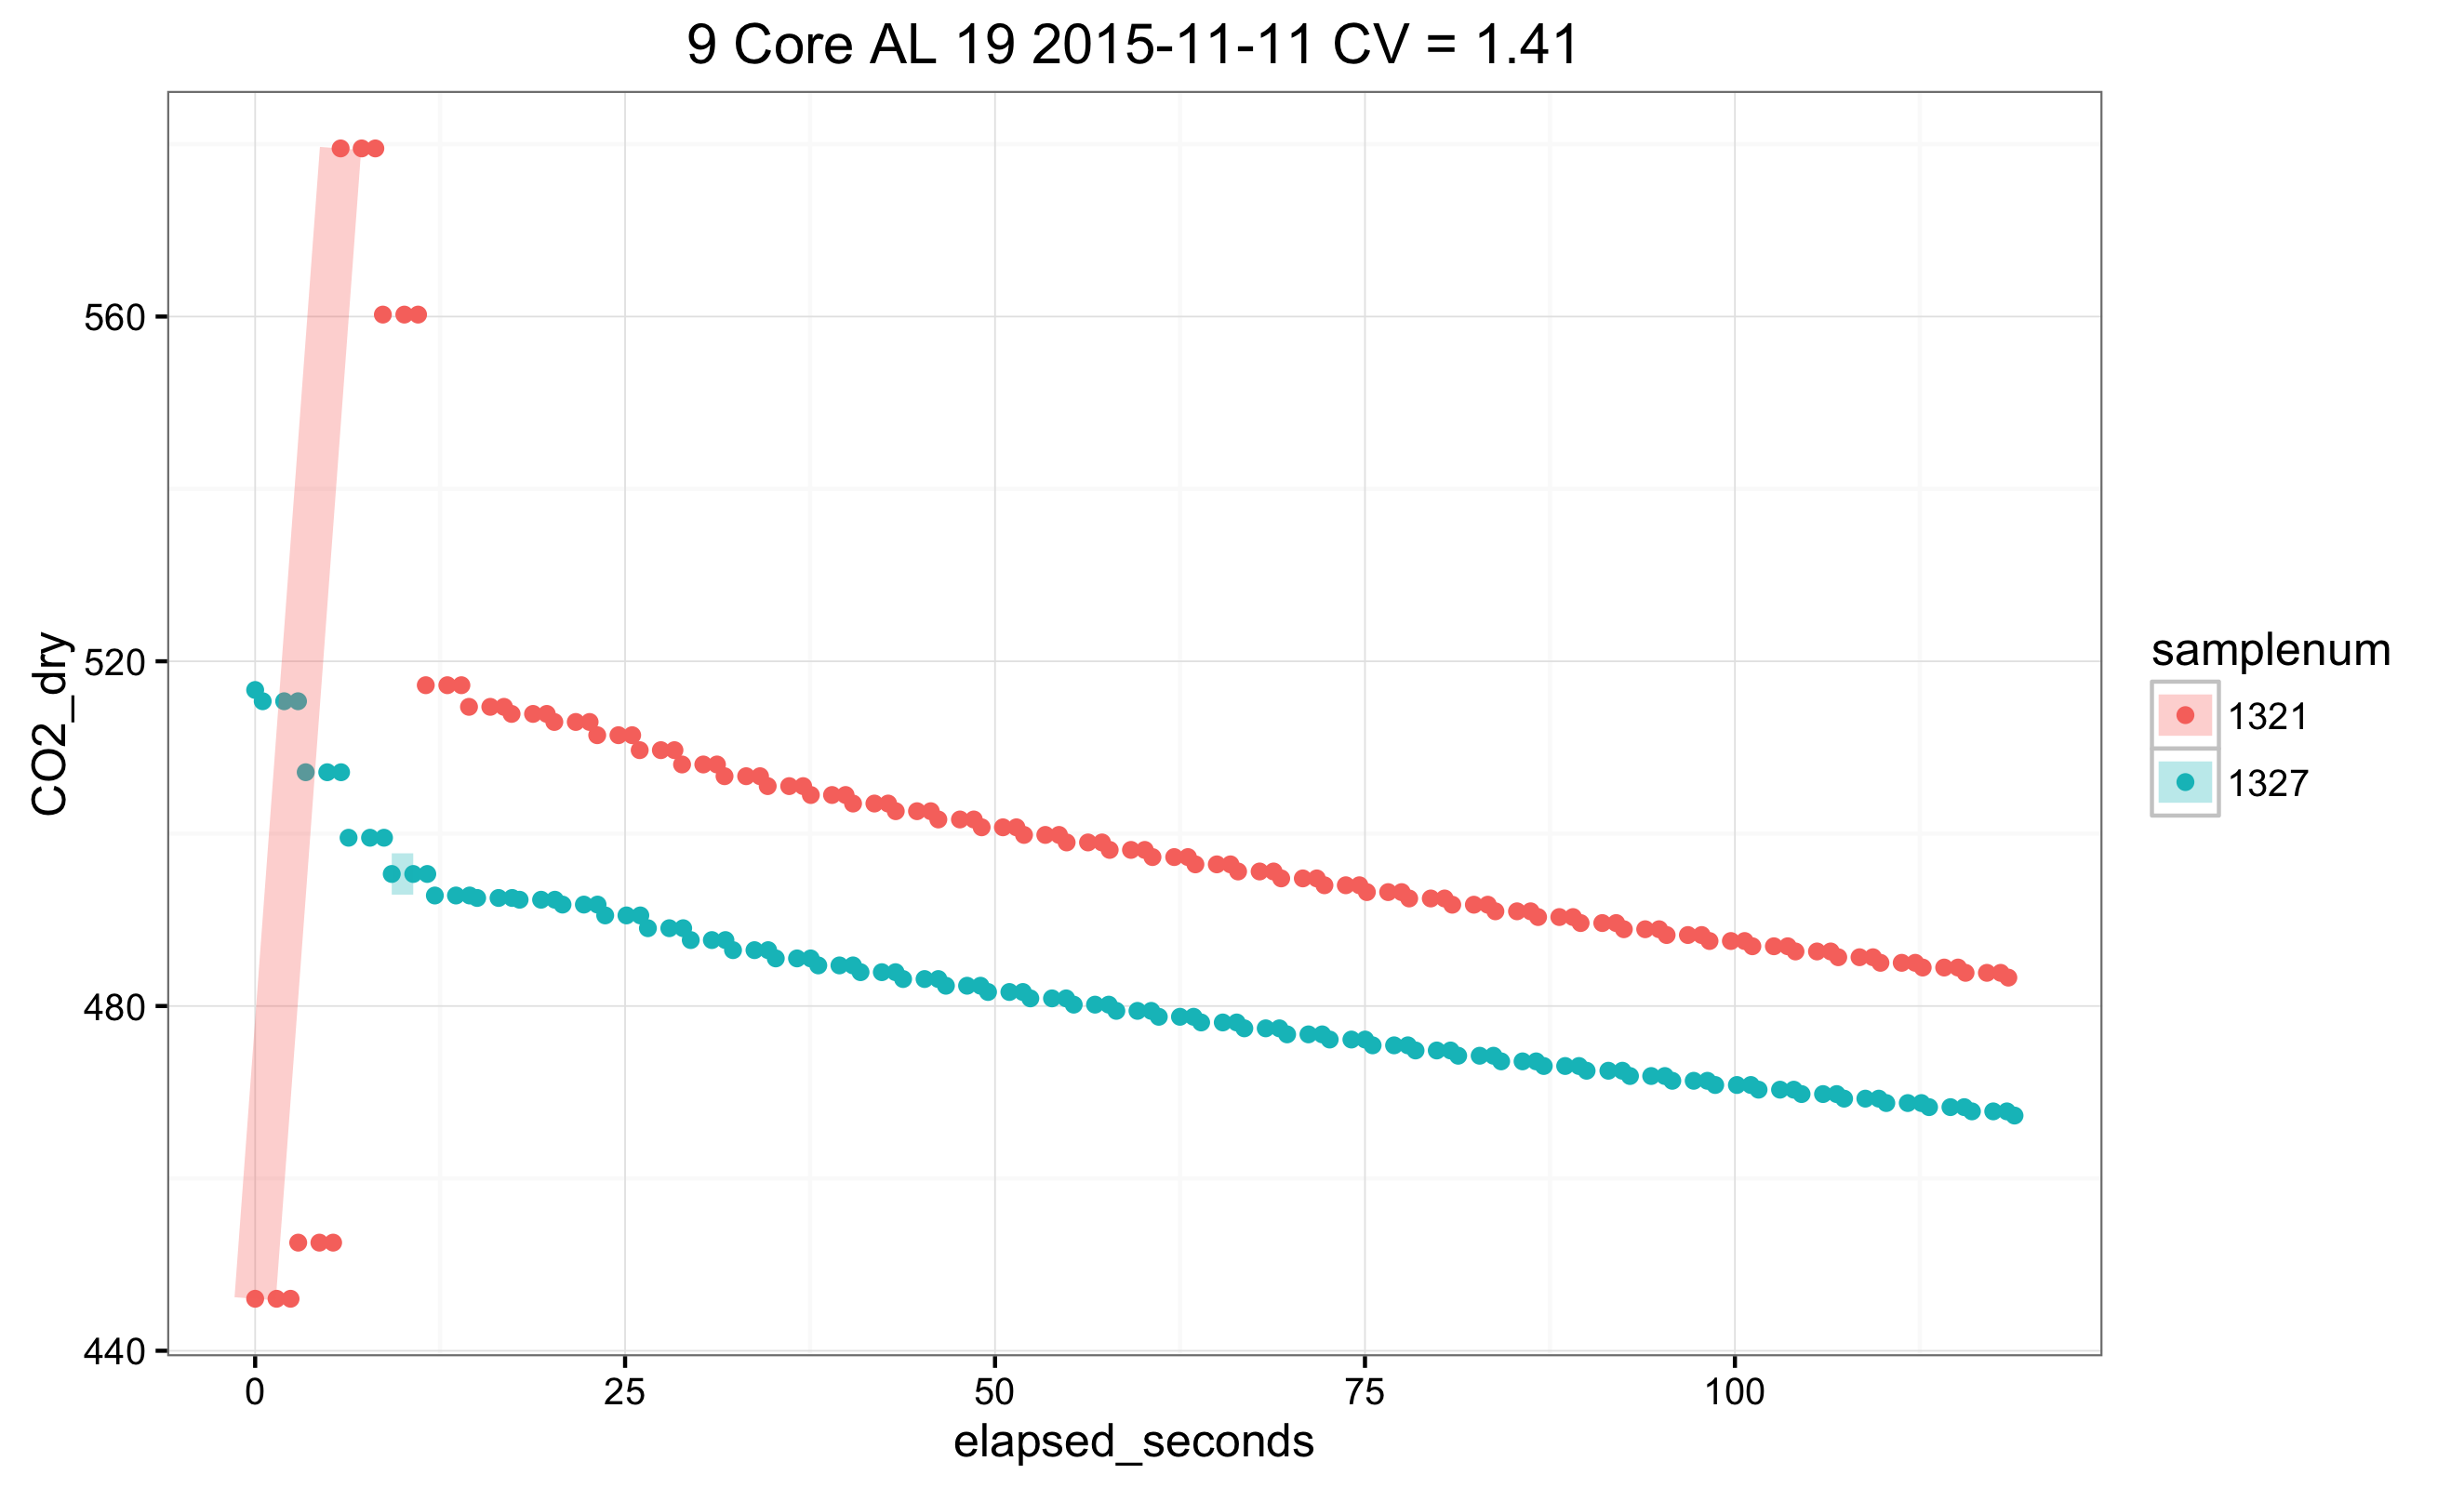 9 Core AL 19 2015-11-11 CV = 1.41
CO2_dry
560
520
480
440
0 25 50 75 100
elapsed_seconds
samplenum
1321
1327